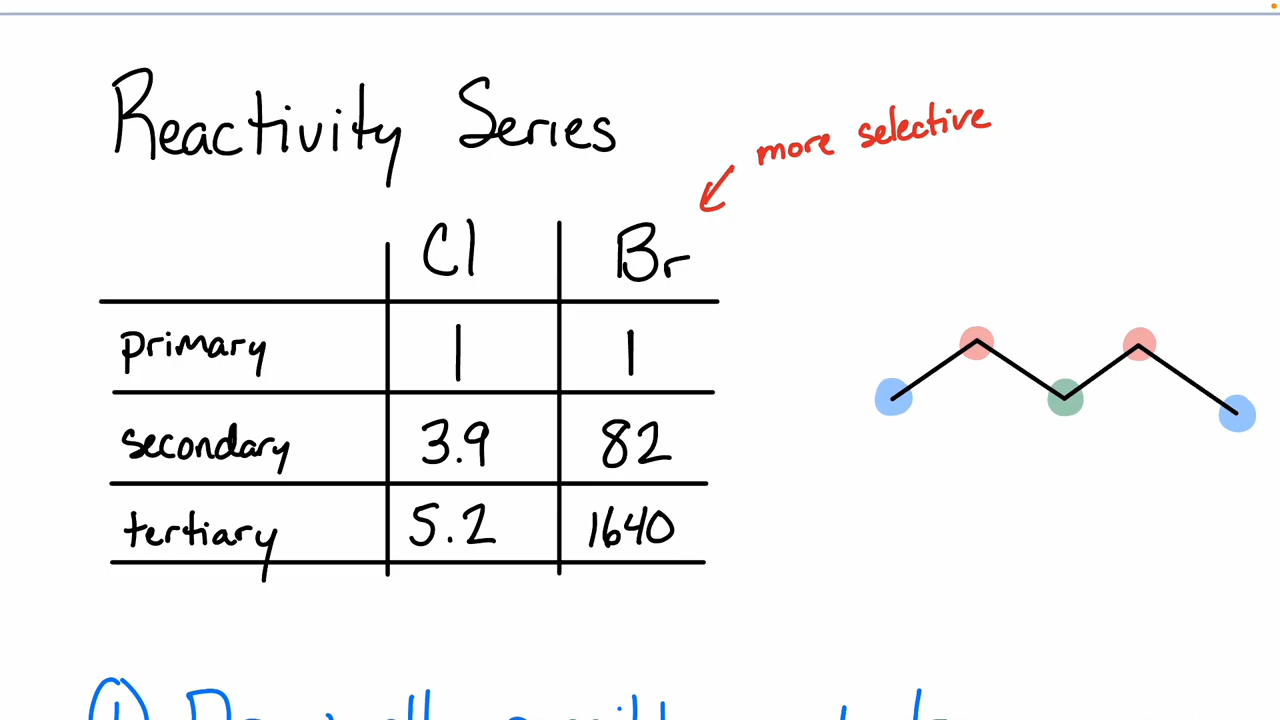 Reactivity Series
more selective
Cl Br
primary 1 1
secondary 3.9 82
tertiary 5.2 1640